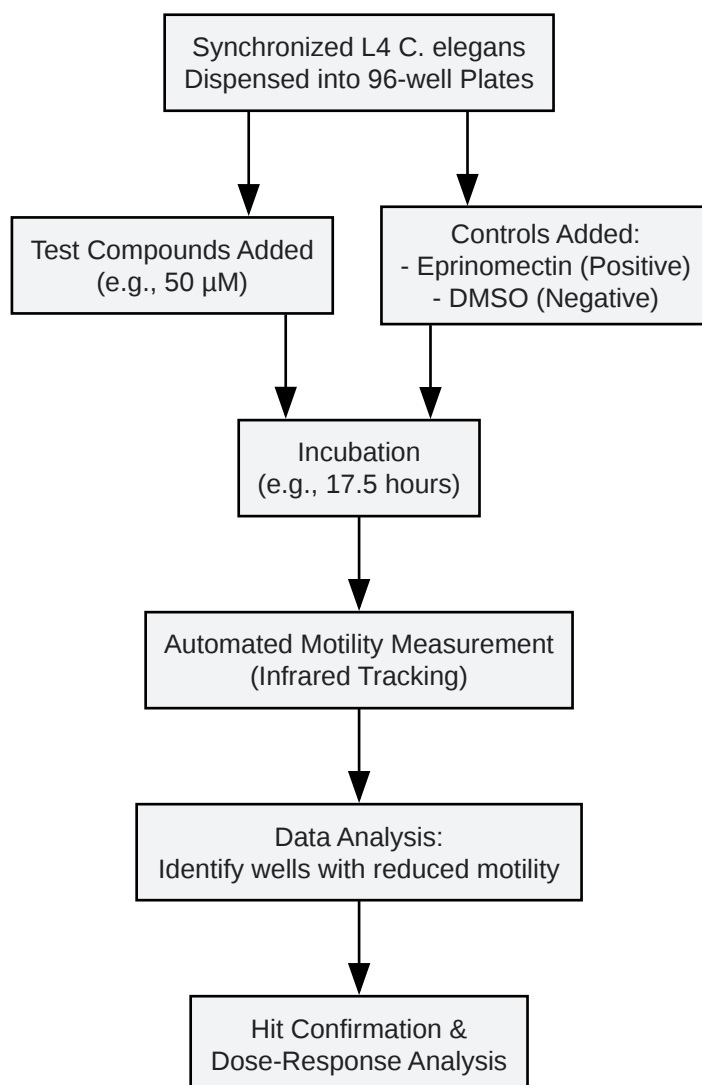 Synchronized L4 C. elegans
Dispensed into 96-well Plates
Test Compounds Added
(e.g., 50 µM)
Controls Added:
- Eprinomectin (Positive)
- DMSO (Negative)
Incubation
(e.g., 17.5 hours)
Automated Motility Measurement
(Infrared Tracking)
Data Analysis:
Identify wells with reduced motility
Hit Confirmation &
Dose-Response Analysis